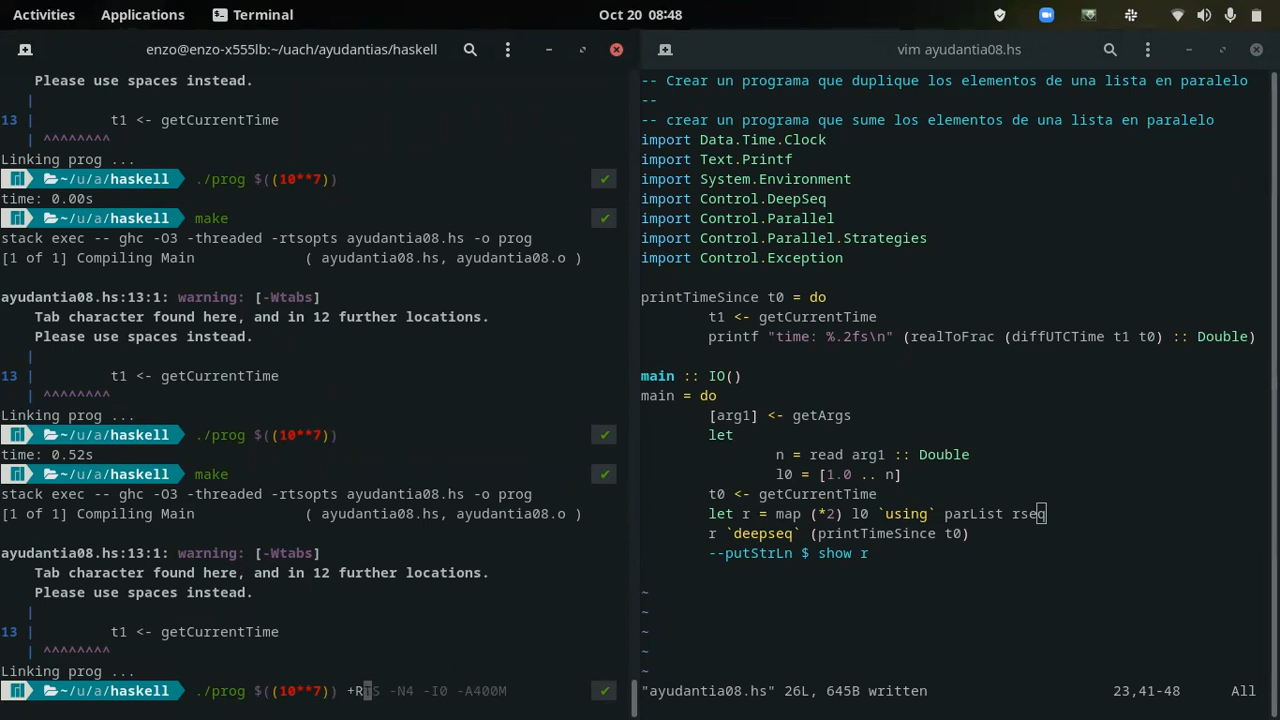 Activities Applications Terminal Oct 20 08:48
enzo@enzo-x555lb:~/uach/ayudantias/haskell
Please use spaces instead.
|
13 | t1 <- getCurrentTime
| ^^^^^^^^
Linking prog ...
~/u/a/haskell ./prog $((10**7)) ✔
time: 0.00s
~/u/a/haskell make ✔
stack exec -- ghc -O3 -threaded -rtsopts ayudantia08.hs -o prog
[1 of 1] Compiling Main ( ayudantia08.hs, ayudantia08.o )
ayudantia08.hs:13:1: warning: [-Wtabs]
Tab character found here, and in 12 further locations.
Please use spaces instead.
|
13 | t1 <- getCurrentTime
| ^^^^^^^^
Linking prog ...
~/u/a/haskell ./prog $((10**7)) ✔
time: 0.52s
~/u/a/haskell make ✔
stack exec -- ghc -O3 -threaded -rtsopts ayudantia08.hs -o prog
[1 of 1] Compiling Main ( ayudantia08.hs, ayudantia08.o )
ayudantia08.hs:13:1: warning: [-Wtabs]
Tab character found here, and in 12 further locations.
Please use spaces instead.
|
13 | t1 <- getCurrentTime
| ^^^^^^^^
Linking prog ...
~/u/a/haskell ./prog $((10**7)) +RTS -N4 -I0 -A400M ✔
vim ayudantia08.hs
-- Crear un programa que duplique los elementos de una lista en paralelo
--
-- crear un programa que sume los elementos de una lista en paralelo
import Data.Time.Clock
import Text.Printf
import System.Environment
import Control.DeepSeq
import Control.Parallel
import Control.Parallel.Strategies
import Control.Exception
printTimeSince t0 = do
t1 <- getCurrentTime
printf "time: %.2fs\n" (realToFrac (diffUTCTime t1 t0) :: Double)
main :: IO()
main = do
[arg1] <- getArgs
let
n = read arg1 :: Double
l0 = [1.0 .. n]
t0 <- getCurrentTime
let r = map (*2) l0 `using` parList rseq
r `deepseq` (printTimeSince t0)
--putStrLn $ show r
~
~
~
~
~
"ayudantia08.hs" 26L, 645B written 23,41-48 All